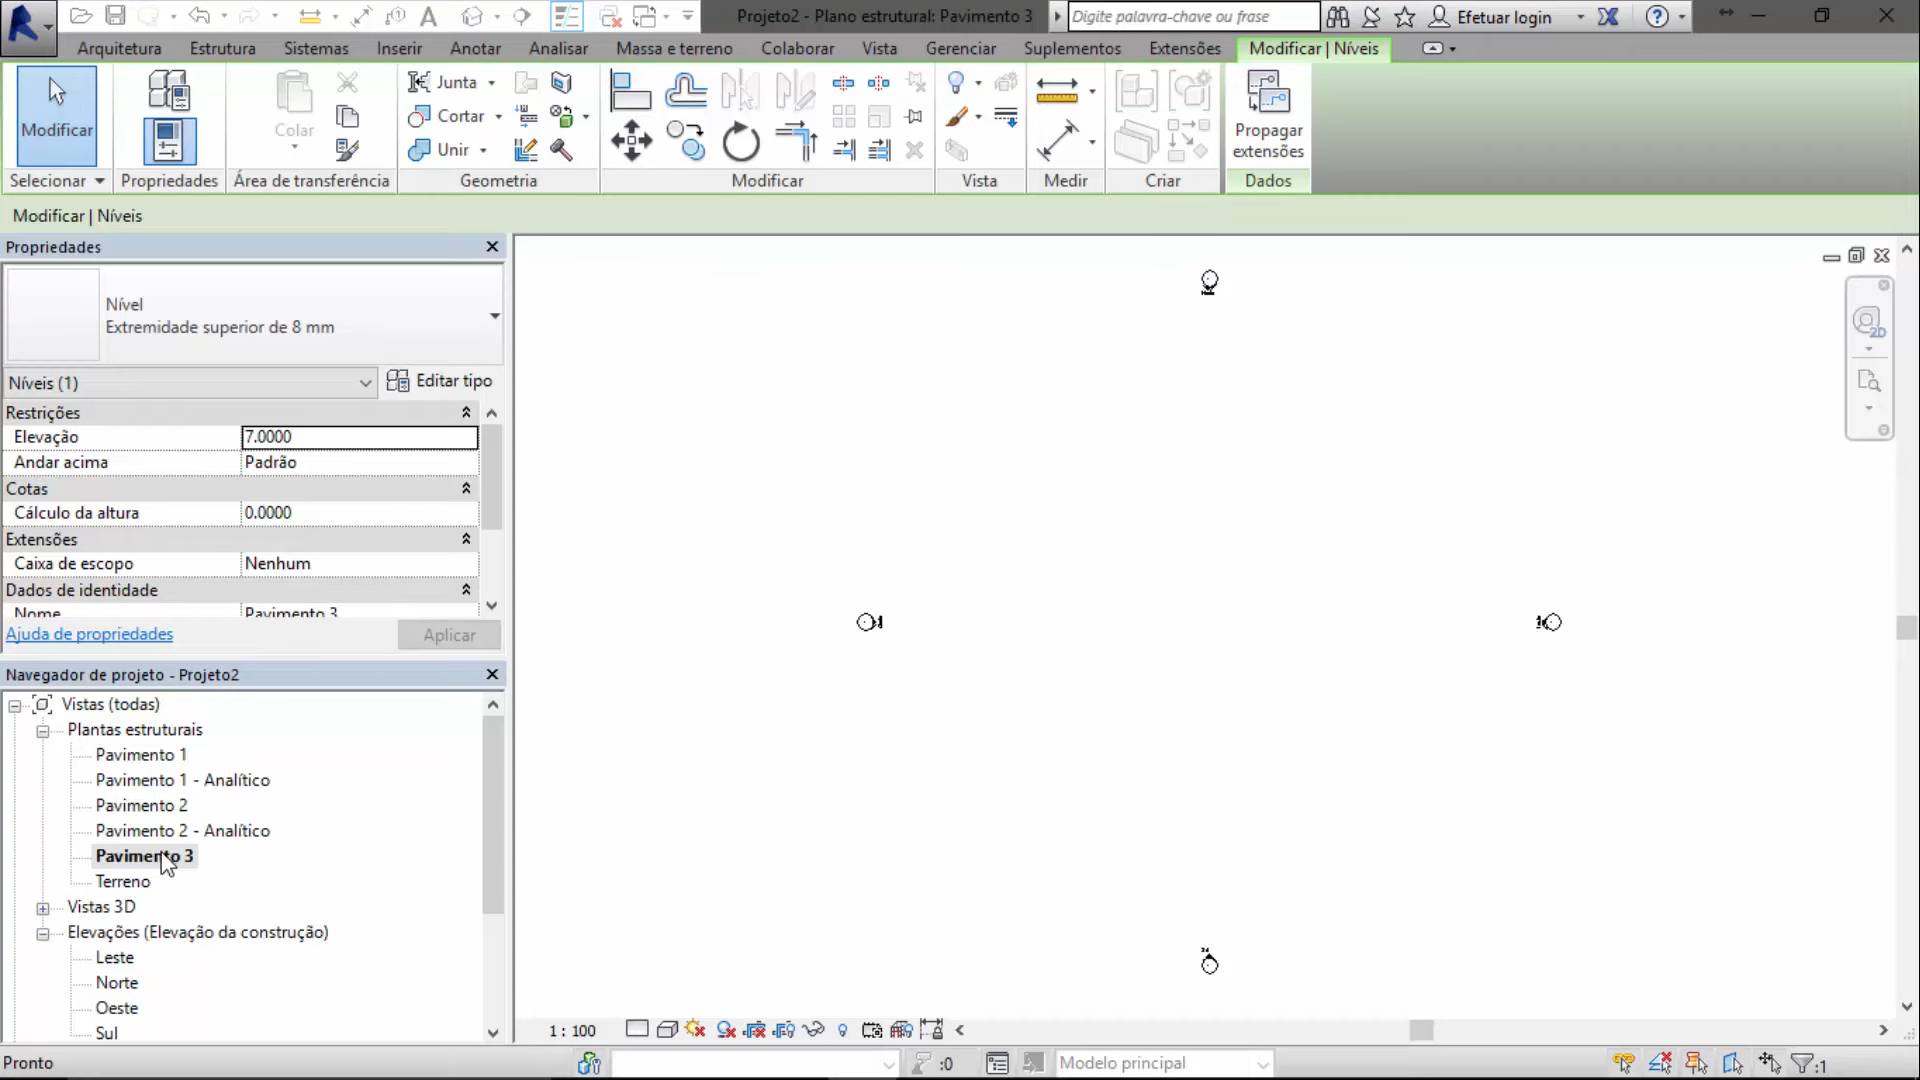 Projeto2 - Plano estrutural: Pavimento 3
Digite palavra-chave ou frase
Efetuar login
Arquitetura
Estrutura
Sistemas
Inserir
Anotar
Analisar
Massa e terreno
Colaborar
Vista
Gerenciar
Suplementos
Extensões
Modificar | Níveis
Modificar
Colar
Junta
Cortar
Unir
Propagar
extensões
Selecionar
Propriedades
Área de transferência
Geometria
Modificar
Vista
Medir
Criar
Dados
Modificar | Níveis
Propriedades
Nível
Extremidade superior de 8 mm
Níveis (1)
Editar tipo
Restrições
Elevação 7.0000
Andar acima Padrão
Cotas
Cálculo da altura 0.0000
Extensões
Caixa de escopo Nenhum
Dados de identidade
Nome Pavimento 3
Ajuda de propriedades
Aplicar
Navegador de projeto - Projeto2
Vistas (todas)
Plantas estruturais
Pavimento 1
Pavimento 1 - Analítico
Pavimento 2
Pavimento 2 - Analítico
Pavimento 3
Terreno
Vistas 3D
Elevações (Elevação da construção)
Leste
Norte
Oeste
Sul
2D
1 : 100
Pronto
:0
Modelo principal
:1